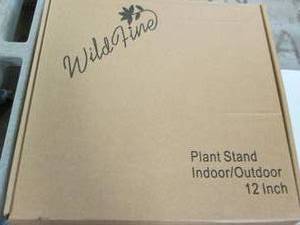 WildFine
Plant Stand
Indoor/Outdoor
12 Inch